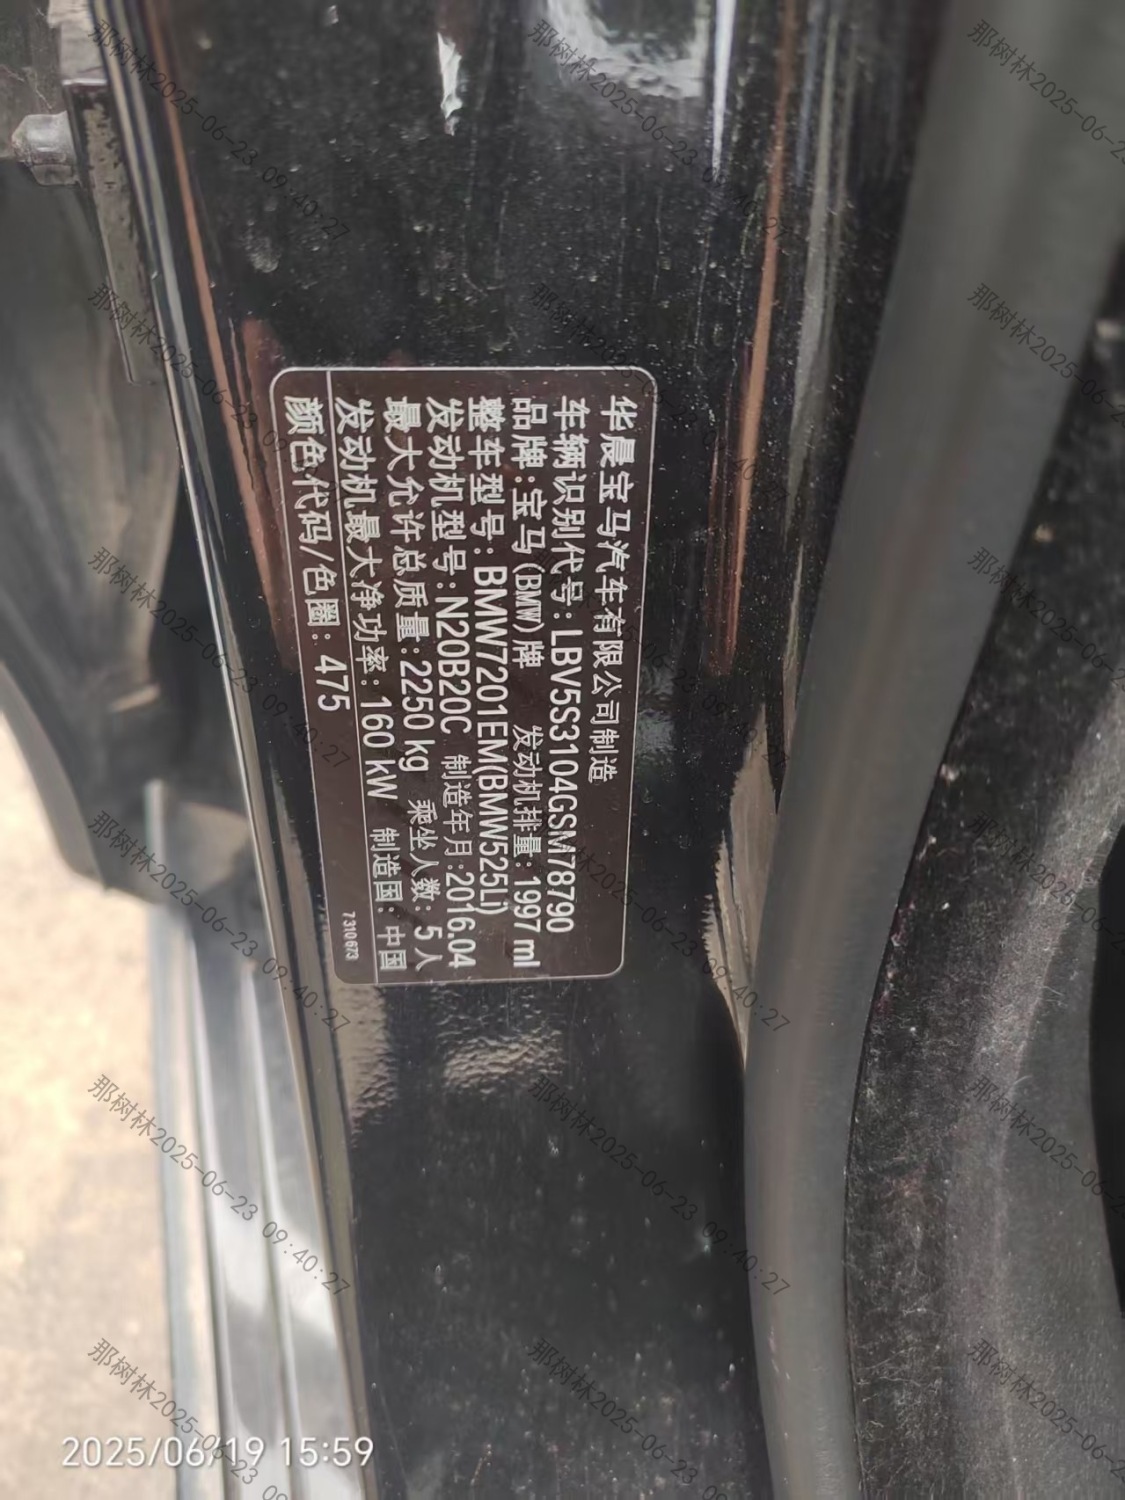 华晨宝马汽车有限公司制造
车辆识别代号：LBV5S3104GSM78790
品牌：宝马(BMW)牌 发动机排量：1997 ml
整车型号：BMW7201EM(BMW525Li)
发动机型号：N20B20C 制造年月：2016.04
最大允许总质量：2250 kg 乘坐人数：5人
发动机最大净功率：160 kW 制造国：中国
颜色代码/色圈：475 7310673
2025/06/19 15:59
那树林2025-06-23 09:40:27